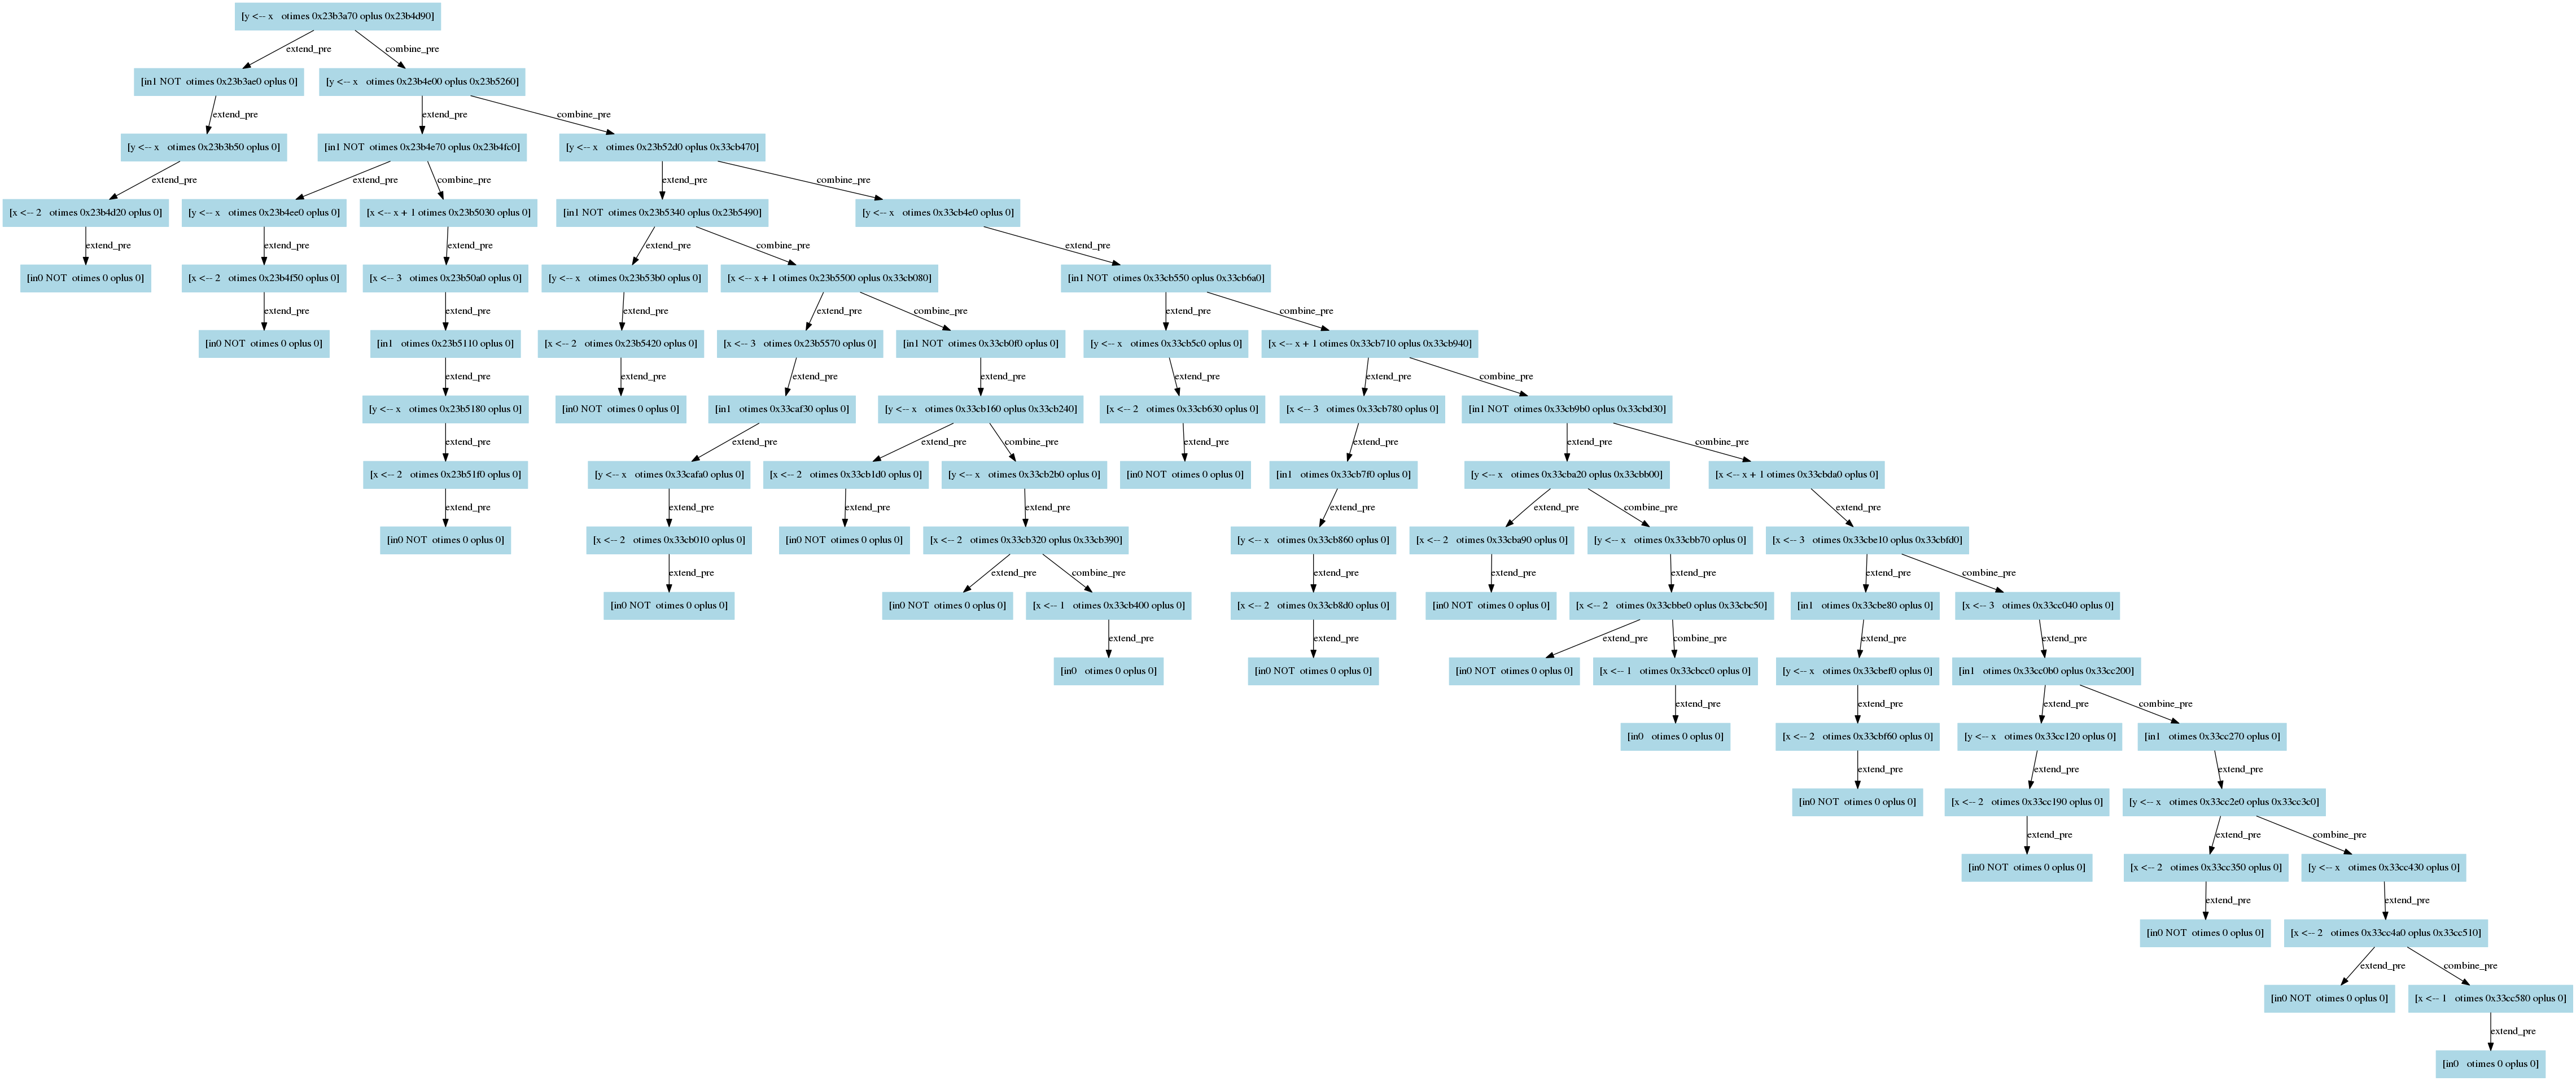 [y <-- x   otimes 0x23b3a70 oplus 0x23b4d90]
extend_pre
combine_pre
[in1 NOT  otimes 0x23b3ae0 oplus 0]
[y <-- x   otimes 0x23b4e00 oplus 0x23b5260]
extend_pre
extend_pre
combine_pre
[y <-- x   otimes 0x23b3b50 oplus 0]
[in1 NOT  otimes 0x23b4e70 oplus 0x23b4fc0]
[y <-- x   otimes 0x23b52d0 oplus 0x33cb470]
extend_pre
extend_pre
combine_pre
extend_pre
combine_pre
[x <-- 2   otimes 0x23b4d20 oplus 0]
[y <-- x   otimes 0x23b4ee0 oplus 0]
[x <-- x + 1 otimes 0x23b5030 oplus 0]
[in1 NOT  otimes 0x23b5340 oplus 0x23b5490]
[y <-- x   otimes 0x33cb4e0 oplus 0]
extend_pre
extend_pre
extend_pre
extend_pre
combine_pre
extend_pre
[in0 NOT  otimes 0 oplus 0]
[x <-- 2   otimes 0x23b4f50 oplus 0]
[x <-- 3   otimes 0x23b50a0 oplus 0]
[y <-- x   otimes 0x23b53b0 oplus 0]
[x <-- x + 1 otimes 0x23b5500 oplus 0x33cb080]
[in1 NOT  otimes 0x33cb550 oplus 0x33cb6a0]
extend_pre
extend_pre
extend_pre
extend_pre
combine_pre
extend_pre
combine_pre
[in0 NOT  otimes 0 oplus 0]
[in1   otimes 0x23b5110 oplus 0]
[x <-- 2   otimes 0x23b5420 oplus 0]
[x <-- 3   otimes 0x23b5570 oplus 0]
[in1 NOT  otimes 0x33cb0f0 oplus 0]
[y <-- x   otimes 0x33cb5c0 oplus 0]
[x <-- x + 1 otimes 0x33cb710 oplus 0x33cb940]
extend_pre
extend_pre
extend_pre
extend_pre
extend_pre
extend_pre
combine_pre
[y <-- x   otimes 0x23b5180 oplus 0]
[in0 NOT  otimes 0 oplus 0]
[in1   otimes 0x33caf30 oplus 0]
[y <-- x   otimes 0x33cb160 oplus 0x33cb240]
[x <-- 2   otimes 0x33cb630 oplus 0]
[x <-- 3   otimes 0x33cb780 oplus 0]
[in1 NOT  otimes 0x33cb9b0 oplus 0x33cbd30]
extend_pre
extend_pre
extend_pre
combine_pre
extend_pre
extend_pre
extend_pre
combine_pre
[x <-- 2   otimes 0x23b51f0 oplus 0]
[y <-- x   otimes 0x33cafa0 oplus 0]
[x <-- 2   otimes 0x33cb1d0 oplus 0]
[y <-- x   otimes 0x33cb2b0 oplus 0]
[in0 NOT  otimes 0 oplus 0]
[in1   otimes 0x33cb7f0 oplus 0]
[y <-- x   otimes 0x33cba20 oplus 0x33cbb00]
[x <-- x + 1 otimes 0x33cbda0 oplus 0]
extend_pre
extend_pre
extend_pre
extend_pre
extend_pre
extend_pre
combine_pre
extend_pre
[in0 NOT  otimes 0 oplus 0]
[x <-- 2   otimes 0x33cb010 oplus 0]
[in0 NOT  otimes 0 oplus 0]
[x <-- 2   otimes 0x33cb320 oplus 0x33cb390]
[y <-- x   otimes 0x33cb860 oplus 0]
[x <-- 2   otimes 0x33cba90 oplus 0]
[y <-- x   otimes 0x33cbb70 oplus 0]
[x <-- 3   otimes 0x33cbe10 oplus 0x33cbfd0]
extend_pre
extend_pre
combine_pre
extend_pre
extend_pre
extend_pre
extend_pre
combine_pre
[in0 NOT  otimes 0 oplus 0]
[in0 NOT  otimes 0 oplus 0]
[x <-- 1   otimes 0x33cb400 oplus 0]
[x <-- 2   otimes 0x33cb8d0 oplus 0]
[in0 NOT  otimes 0 oplus 0]
[x <-- 2   otimes 0x33cbbe0 oplus 0x33cbc50]
[in1   otimes 0x33cbe80 oplus 0]
[x <-- 3   otimes 0x33cc040 oplus 0]
extend_pre
extend_pre
extend_pre
combine_pre
extend_pre
extend_pre
[in0   otimes 0 oplus 0]
[in0 NOT  otimes 0 oplus 0]
[in0 NOT  otimes 0 oplus 0]
[x <-- 1   otimes 0x33cbcc0 oplus 0]
[y <-- x   otimes 0x33cbef0 oplus 0]
[in1   otimes 0x33cc0b0 oplus 0x33cc200]
extend_pre
extend_pre
extend_pre
combine_pre
[in0   otimes 0 oplus 0]
[x <-- 2   otimes 0x33cbf60 oplus 0]
[y <-- x   otimes 0x33cc120 oplus 0]
[in1   otimes 0x33cc270 oplus 0]
extend_pre
extend_pre
extend_pre
[in0 NOT  otimes 0 oplus 0]
[x <-- 2   otimes 0x33cc190 oplus 0]
[y <-- x   otimes 0x33cc2e0 oplus 0x33cc3c0]
extend_pre
extend_pre
combine_pre
[in0 NOT  otimes 0 oplus 0]
[x <-- 2   otimes 0x33cc350 oplus 0]
[y <-- x   otimes 0x33cc430 oplus 0]
extend_pre
extend_pre
[in0 NOT  otimes 0 oplus 0]
[x <-- 2   otimes 0x33cc4a0 oplus 0x33cc510]
extend_pre
combine_pre
[in0 NOT  otimes 0 oplus 0]
[x <-- 1   otimes 0x33cc580 oplus 0]
extend_pre
[in0   otimes 0 oplus 0]